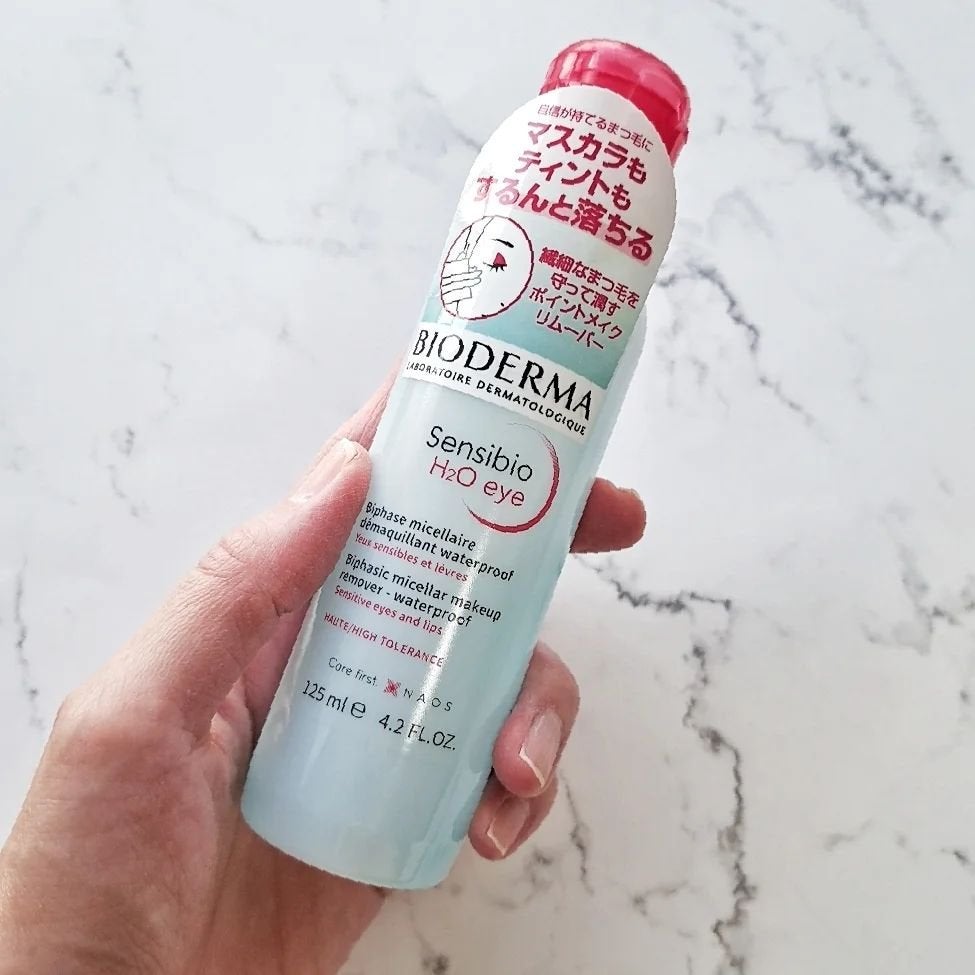 自信が持てるまつ毛に
マスカラも
ティントも
するんと落ちる
繊細なまつ毛を
守って潤す
ポイントメイク
リムーバー
BIODERMA
LABORATOIRE DERMATOLOGIQUE
Sensibio
H₂O eye
Biphase micellaire
démaquillant waterproof
Yeux sensibles et lèvres
Biphasic micellar makeup
remover - waterproof
Sensitive eyes and lips
HAUTE/HIGH TOLERANCE
Care first. NAOS
125 ml ℮ 4.2 FL.OZ.